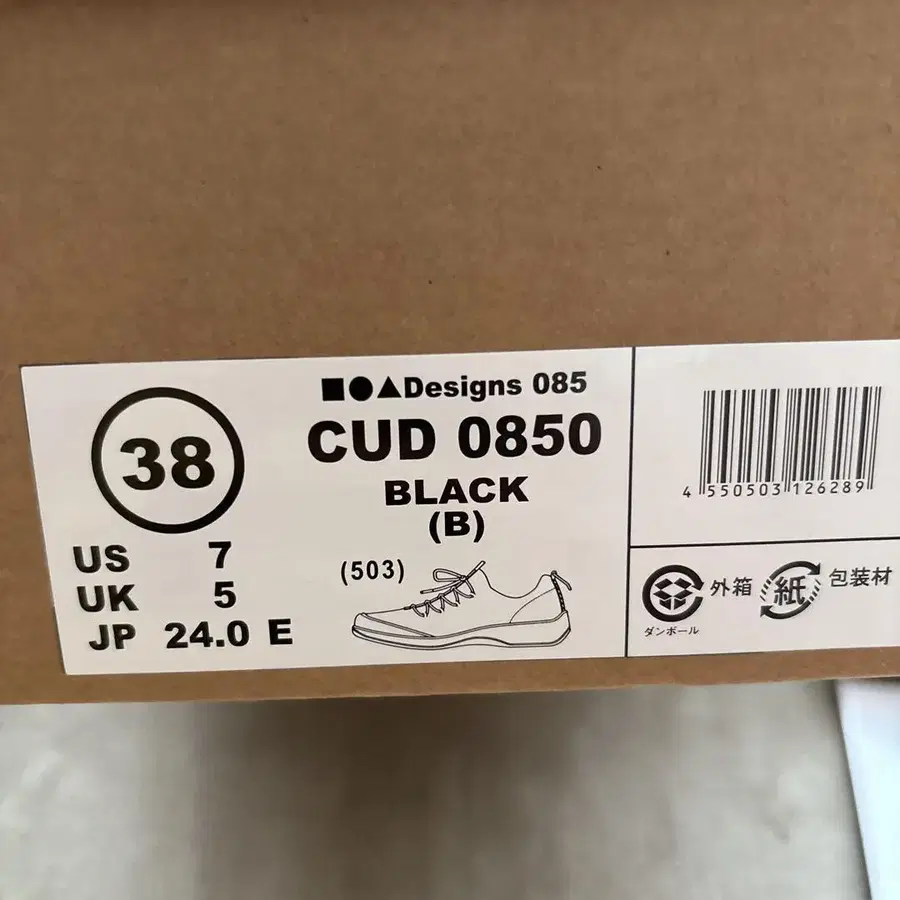 38
US 7
UK 5
JP 24.0 E
■●▲Designs 085
CUD 0850
BLACK
(B)
(503)
4 550503 126289
外箱
ダンボール
紙
包装材